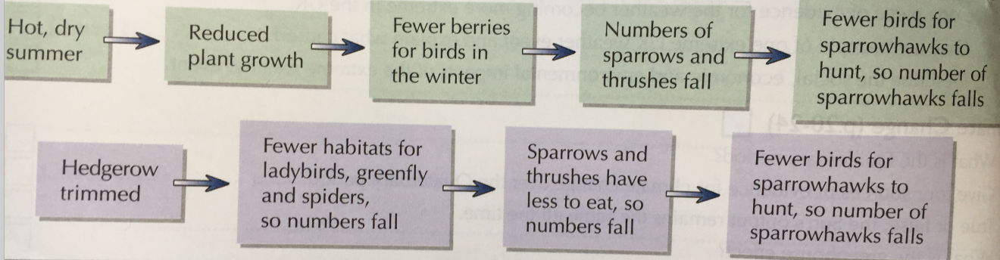 Hot, dry
summer
Reduced
plant growth
Fewer berries
for birds in
the winter
Numbers of
sparrows and
thrushes fall
Fewer birds for
sparrowhawks to
hunt, so number of
sparrowhawks falls
Hedgerow
trimmed
Fewer habitats for
ladybirds, greenfly
and spiders,
so numbers fall
Sparrows and
thrushes have
less to eat, so
numbers fall
Fewer birds for
sparrowhawks to
hunt, so number of
sparrowhawks falls